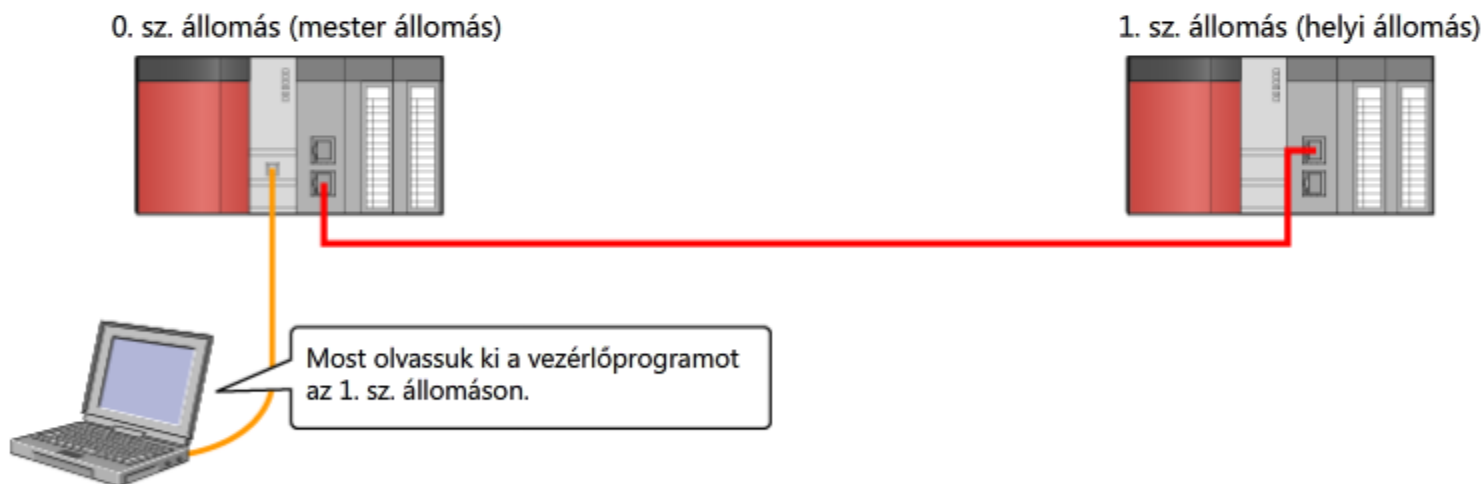 0. sz. állomás (mester állomás)
1. sz. állomás (helyi állomás)
Most olvassuk ki a vezérlőprogramot
az 1. sz. állomáson.